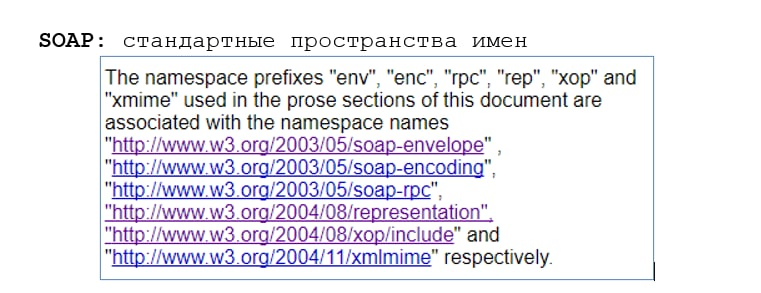 SOAP: стандартные пространства имен
The namespace prefixes "env", "enc", "rpc", "rep", "xop" and
"xmime" used in the prose sections of this document are
associated with the namespace names
"http://www.w3.org/2003/05/soap-envelope" ,
"http://www.w3.org/2003/05/soap-encoding",
"http://www.w3.org/2003/05/soap-rpc",
"http://www.w3.org/2004/08/representation",
"http://www.w3.org/2004/08/xop/include" and
"http://www.w3.org/2004/11/xmlmime" respectively.